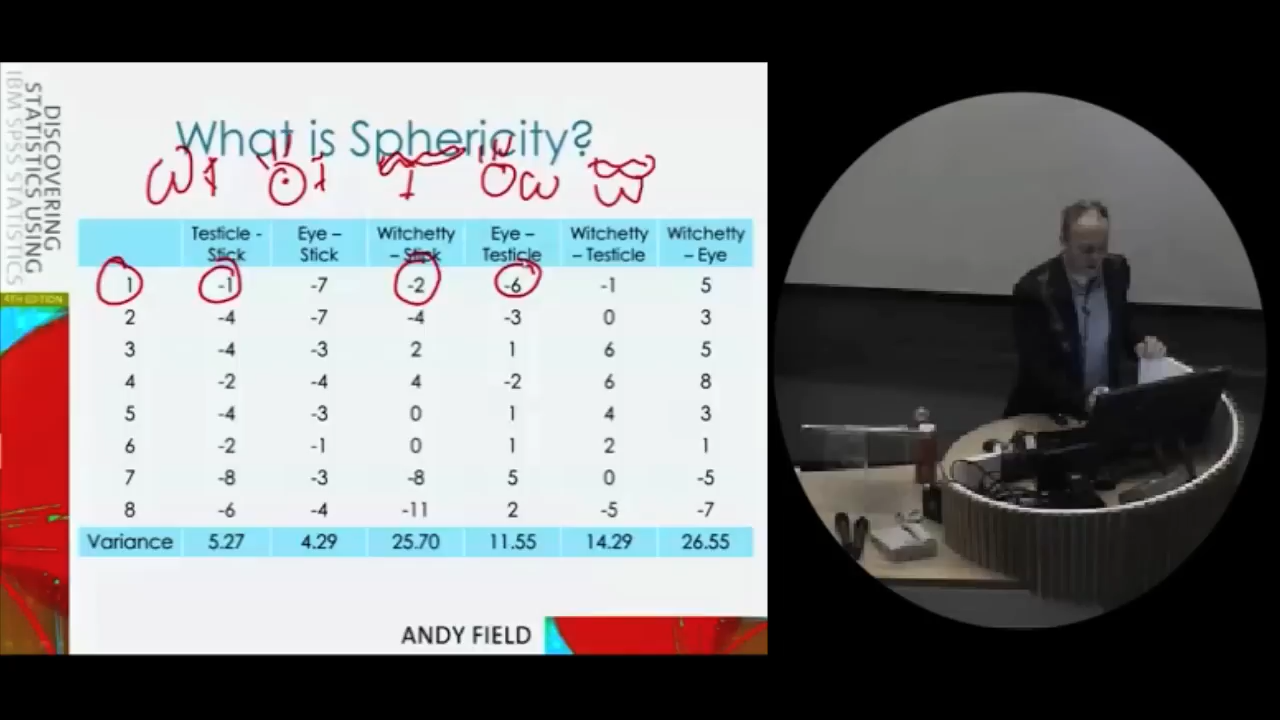 DISCOVERING
STATISTICS USING
IBM SPSS STATISTICS
4TH EDITION
What is Sphericity?
Testicle - Stick Eye – Stick Witchetty – Stick Eye – Testicle Witchetty – Testicle Witchetty – Eye
1 -1 -7 -2 -6 -1 5
2 -4 -7 -4 -3 0 3
3 -4 -3 2 1 6 5
4 -2 -4 4 -2 6 8
5 -4 -3 0 1 4 3
6 -2 -1 0 1 2 1
7 -8 -3 -8 5 0 -5
8 -6 -4 -11 2 -5 -7
Variance 5.27 4.29 25.70 11.55 14.29 26.55
ANDY FIELD